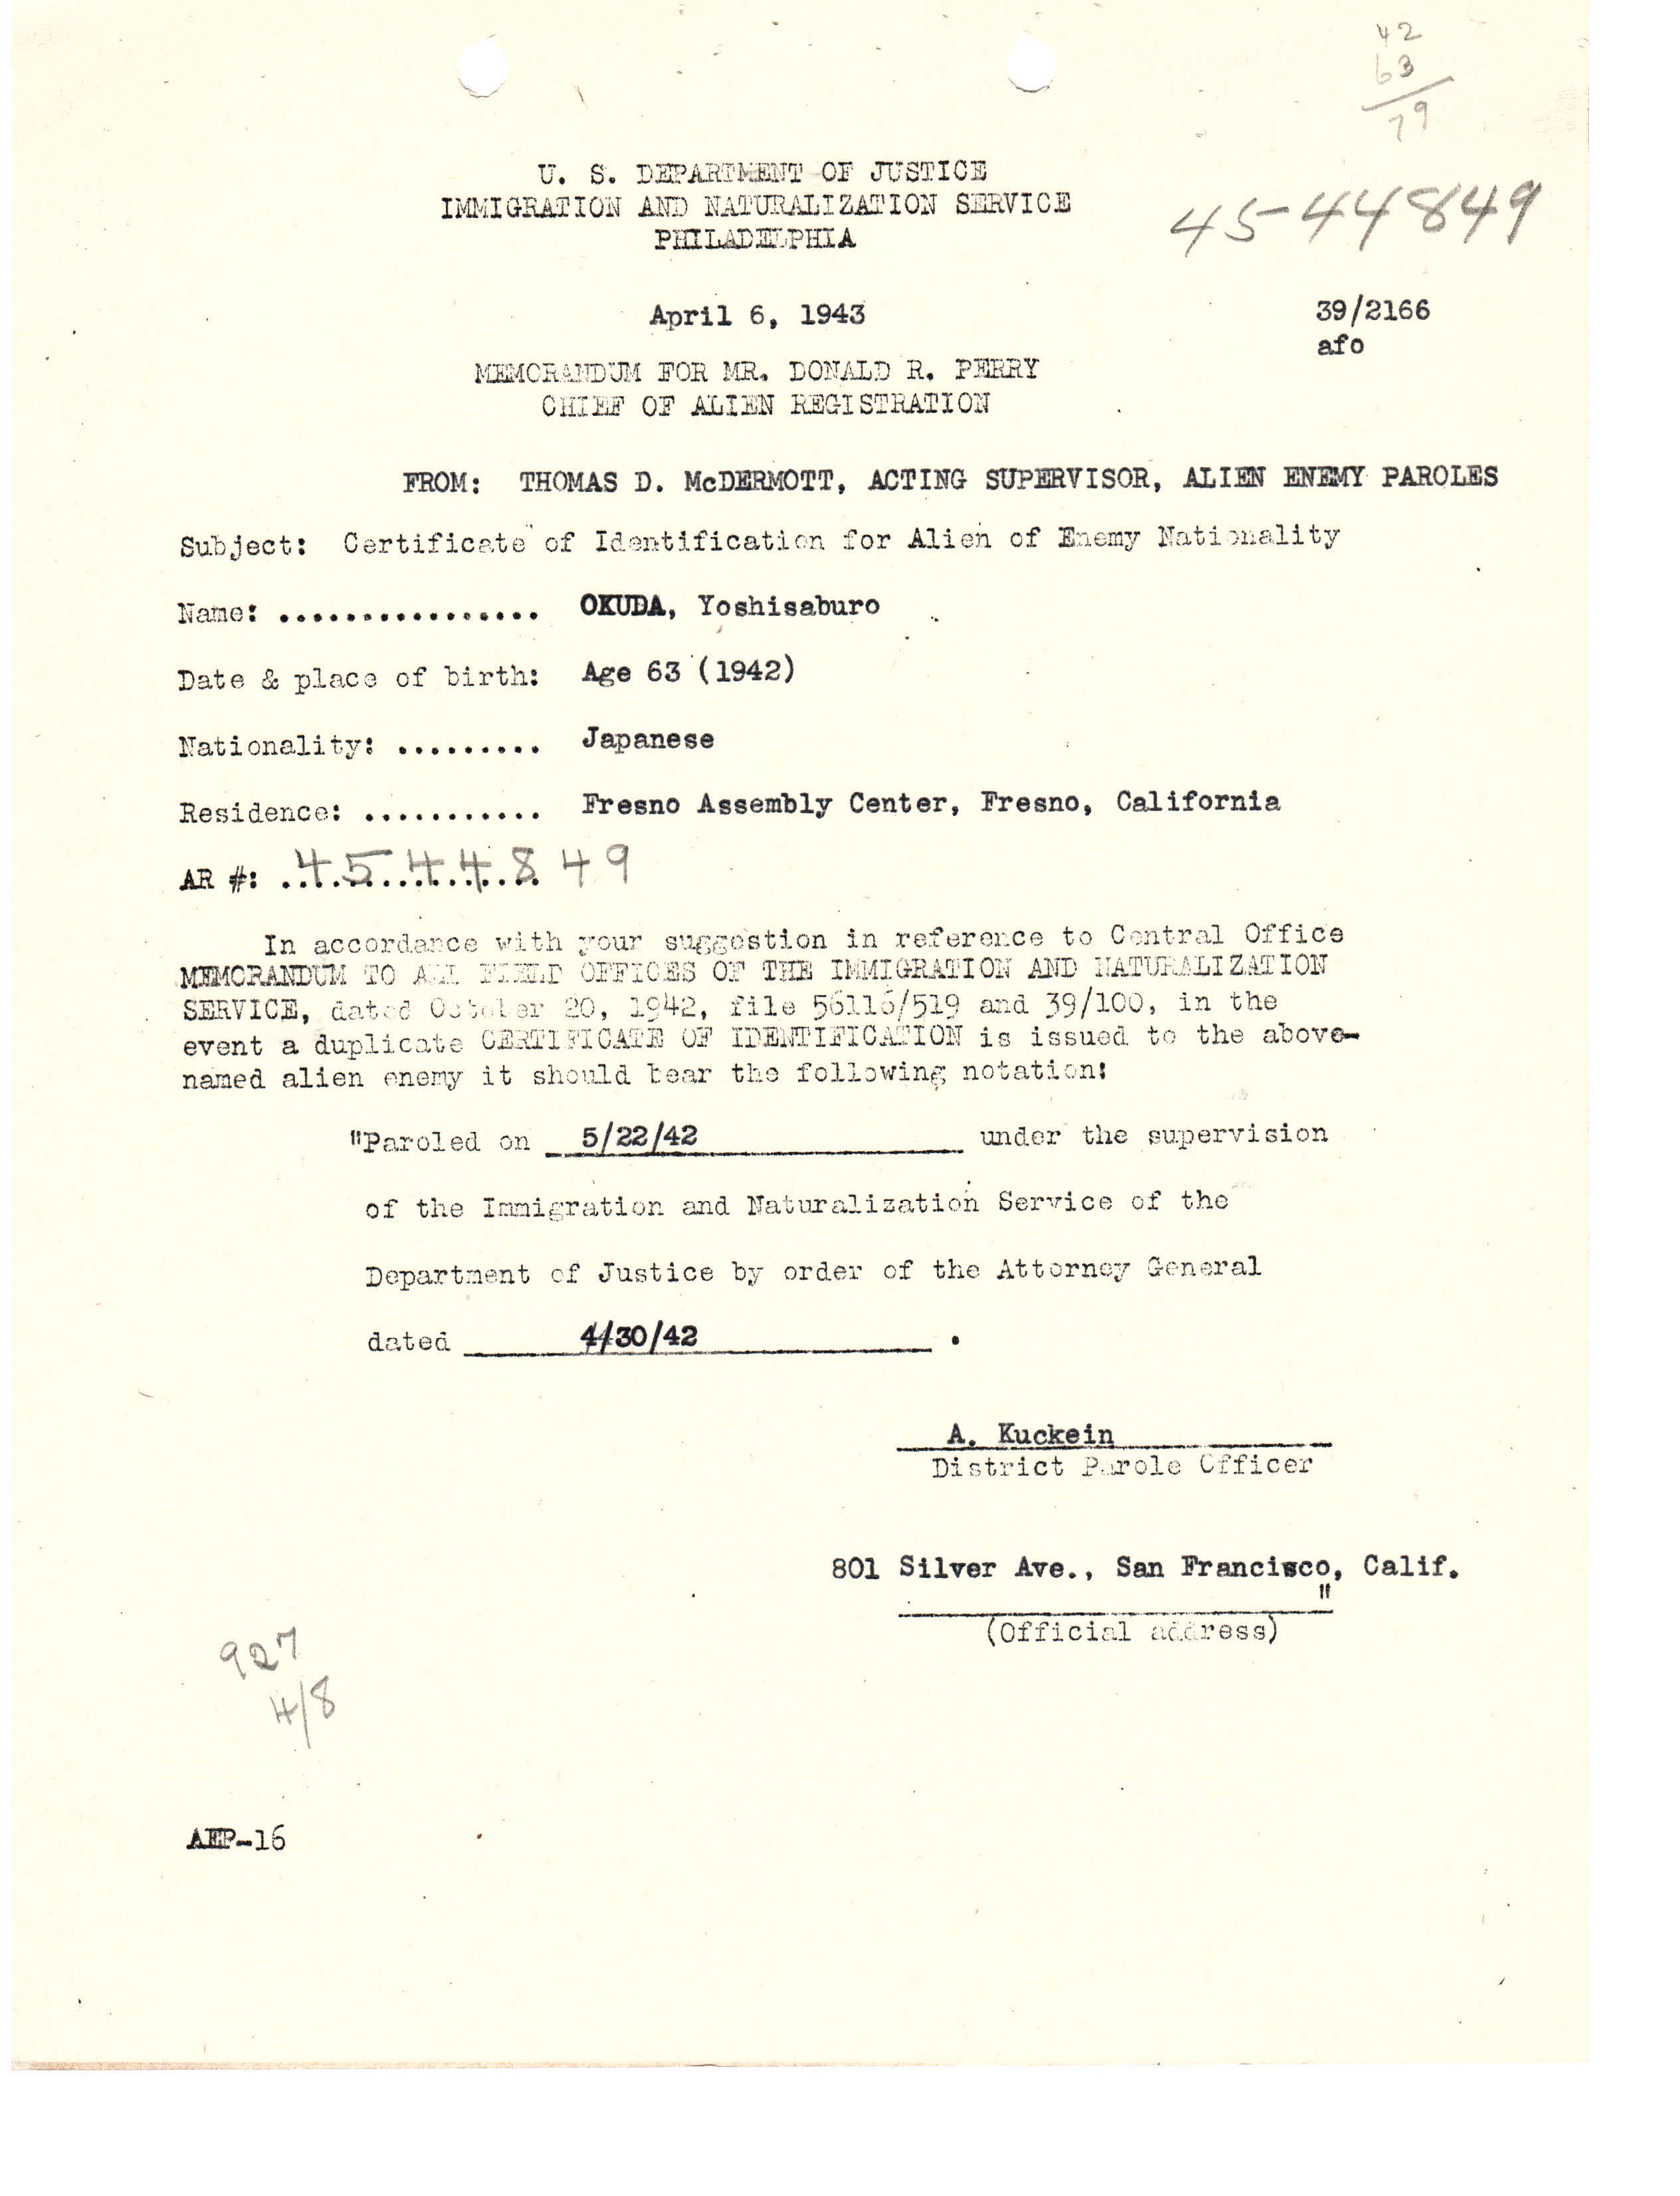 42
63
79
U. S. DEPARTMENT OF JUSTICE
IMMIGRATION AND NATURALIZATION SERVICE
PHILADELPHIA
4544849
April 6, 1943
39/2166
afo
MEMORANDUM FOR MR. DONALD R. PERRY
CHIEF OF ALIEN REGISTRATION
FROM: THOMAS D. McDERMOTT, ACTING SUPERVISOR, ALIEN ENEMY PAROLES
Subject: Certificate of Identification for Alien of Enemy Nationality
Name: ................ OKUDA, Yoshisaburo
Date & place of birth: Age 63 (1942)
Nationality: ......... Japanese
Residence: ........... Fresno Assembly Center, Fresno, California
AR #: ................ 4544849
In accordance with your suggestion in reference to Central Office
MEMORANDUM TO ALL FIELD OFFICES OF THE IMMIGRATION AND NATURALIZATION
SERVICE, dated October 20, 1942, file 56116/519 and 39/100, in the
event a duplicate CERTIFICATE OF IDENTIFICATION is issued to the above-
named alien enemy it should bear the following notation:
"Paroled on 5/22/42 under the supervision
of the Immigration and Naturalization Service of the
Department of Justice by order of the Attorney General
dated 4/30/42 .
A. Kuckein
District Parole Officer
801 Silver Ave., San Francisco, Calif.
"
(Official address)
927
4/8
AEP-16